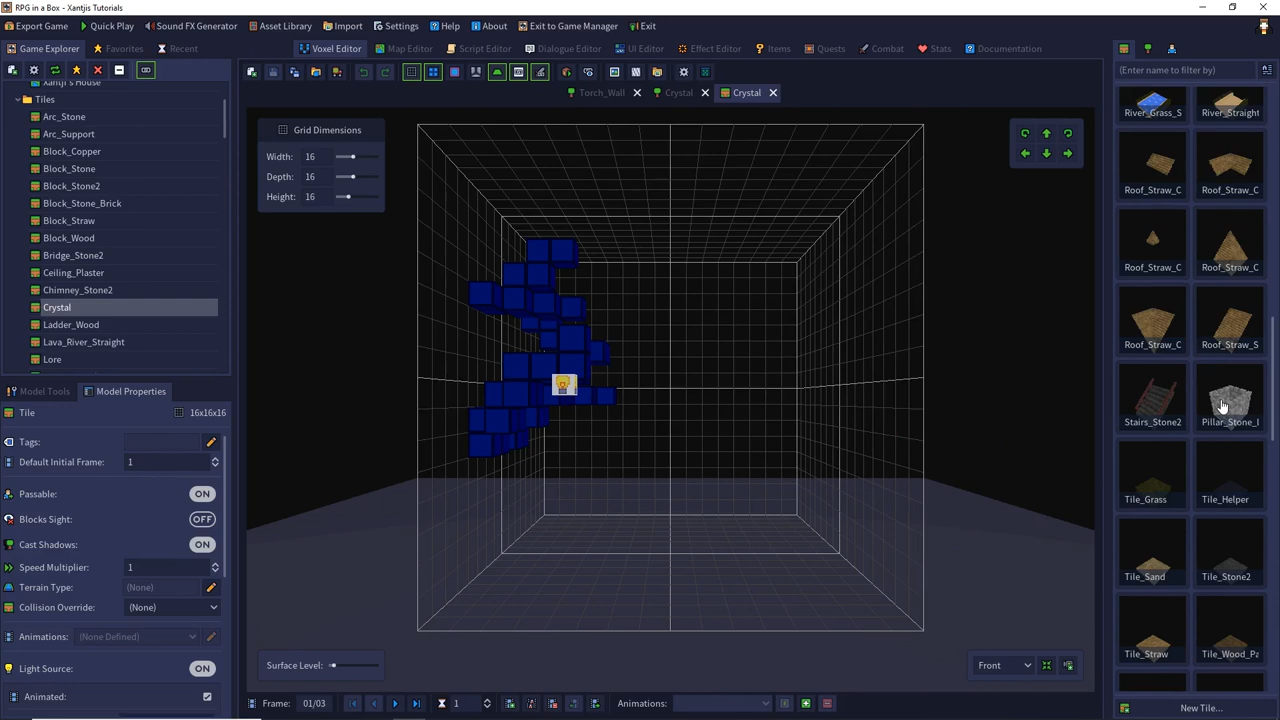 RPG in a Box - Xantjis Tutorials
Export Game
Quick Play
Sound FX Generator
Asset Library
Import
Settings
Help
About
Exit to Game Manager
Exit
Game Explorer
Favorites
Recent
Voxel Editor
Map Editor
Script Editor
Dialogue Editor
UI Editor
Effect Editor
Items
Quests
Combat
Stats
Documentation
Torch_Wall
Crystal
Crystal
Xantji's House
Tiles
Arc_Stone
Arc_Support
Block_Copper
Block_Stone
Block_Stone2
Block_Stone_Brick
Block_Straw
Block_Wood
Bridge_Stone2
Ceiling_Plaster
Chimney_Stone2
Crystal
Ladder_Wood
Lava_River_Straight
Lore
Model Tools
Model Properties
Tile
16x16x16
Tags:
Default Initial Frame:
1
Passable:
ON
Blocks Sight:
OFF
Cast Shadows:
ON
Speed Multiplier:
1
Terrain Type:
(None)
Collision Override:
(None)
Animations:
(None Defined)
Light Source:
ON
Animated:
Grid Dimensions
Width:
16
Depth:
16
Height:
16
Surface Level:
Front
Frame:
01/03
1
Animations:
(Enter name to filter by)
River_Grass_S
River_Straight
Roof_Straw_C
Roof_Straw_C
Roof_Straw_C
Roof_Straw_C
Roof_Straw_C
Roof_Straw_S
Stairs_Stone2
Pillar_Stone_
Tile_Grass
Tile_Helper
Tile_Sand
Tile_Stone2
Tile_Straw
Tile_Wood_Pa
New Tile...